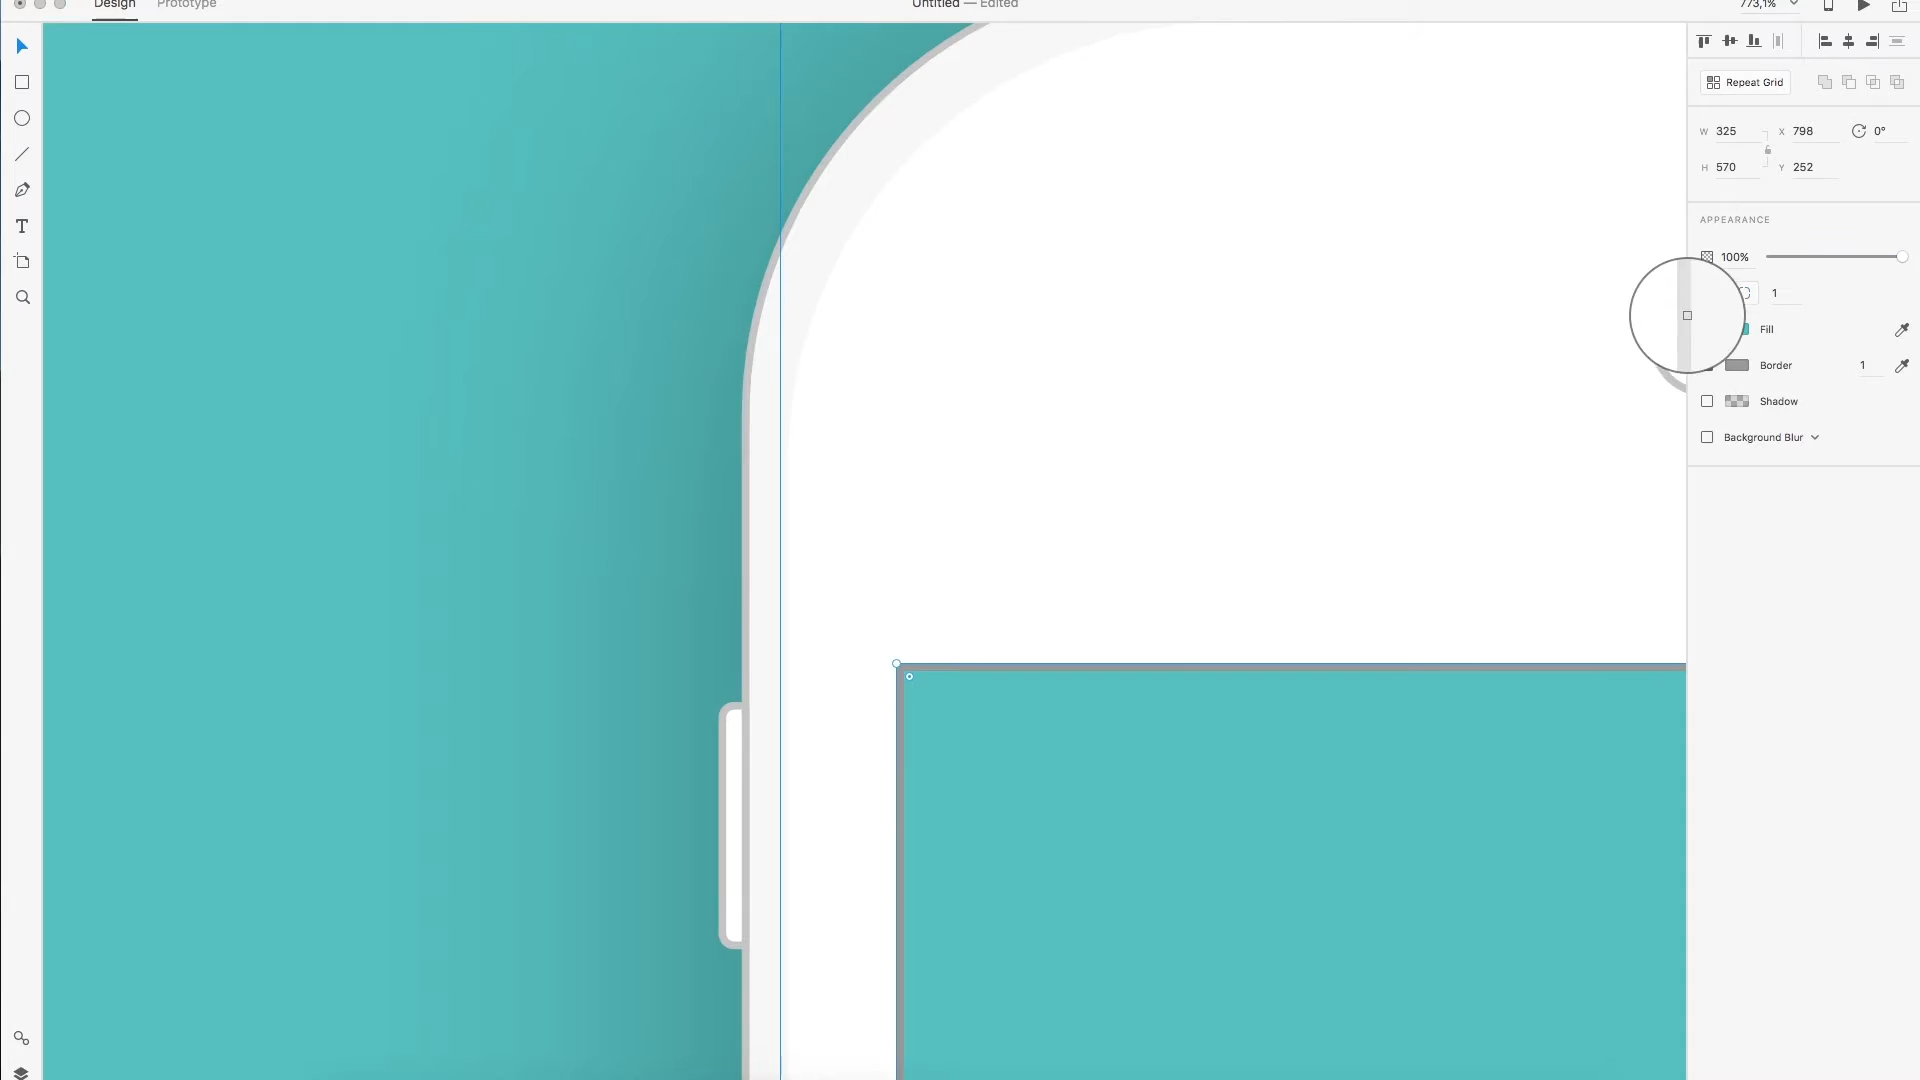 Design Prototype Untitled — Edited 773,1%
Repeat Grid
W 325 X 798 0°
H 570 Y 252
APPEARANCE
100%
1
Fill
Border 1
Shadow
Background Blur